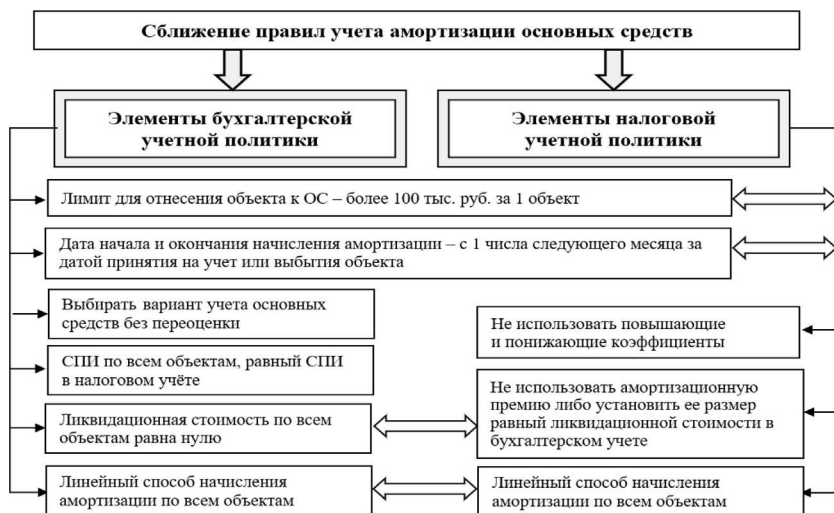 Сближение правил учета амортизации основных средств
Элементы бухгалтерской
учетной политики
Элементы налоговой
учетной политики
Лимит для отнесения объекта к ОС – более 100 тыс. руб. за 1 объект
Дата начала и окончания начисления амортизации – с 1 числа следующего месяца за
датой принятия на учет или выбытия объекта
Выбирать вариант учета основных
средств без переоценки
Не использовать повышающие
и понижающие коэффициенты
СПИ по всем объектам, равный СПИ
в налоговом учёте
Ликвидационная стоимость по всем
объектам равна нулю
Не использовать амортизационную
премию либо установить ее размер
равный ликвидационной стоимости в
бухгалтерском учете
Линейный способ начисления
амортизации по всем объектам
Линейный способ начисления
амортизации по всем объектам